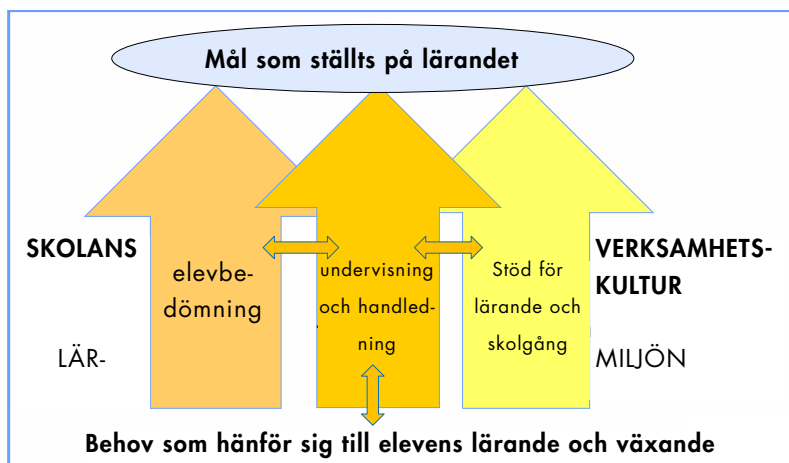 Mål som ställts på lärandet
SKOLANS
elevbe-
dömning
undervisning
och handled-
ning
Stöd för
lärande och
skolgång
VERKSAMHETS-
KULTUR
LÄR-
MILJÖN
Behov som hänför sig till elevens lärande och växande